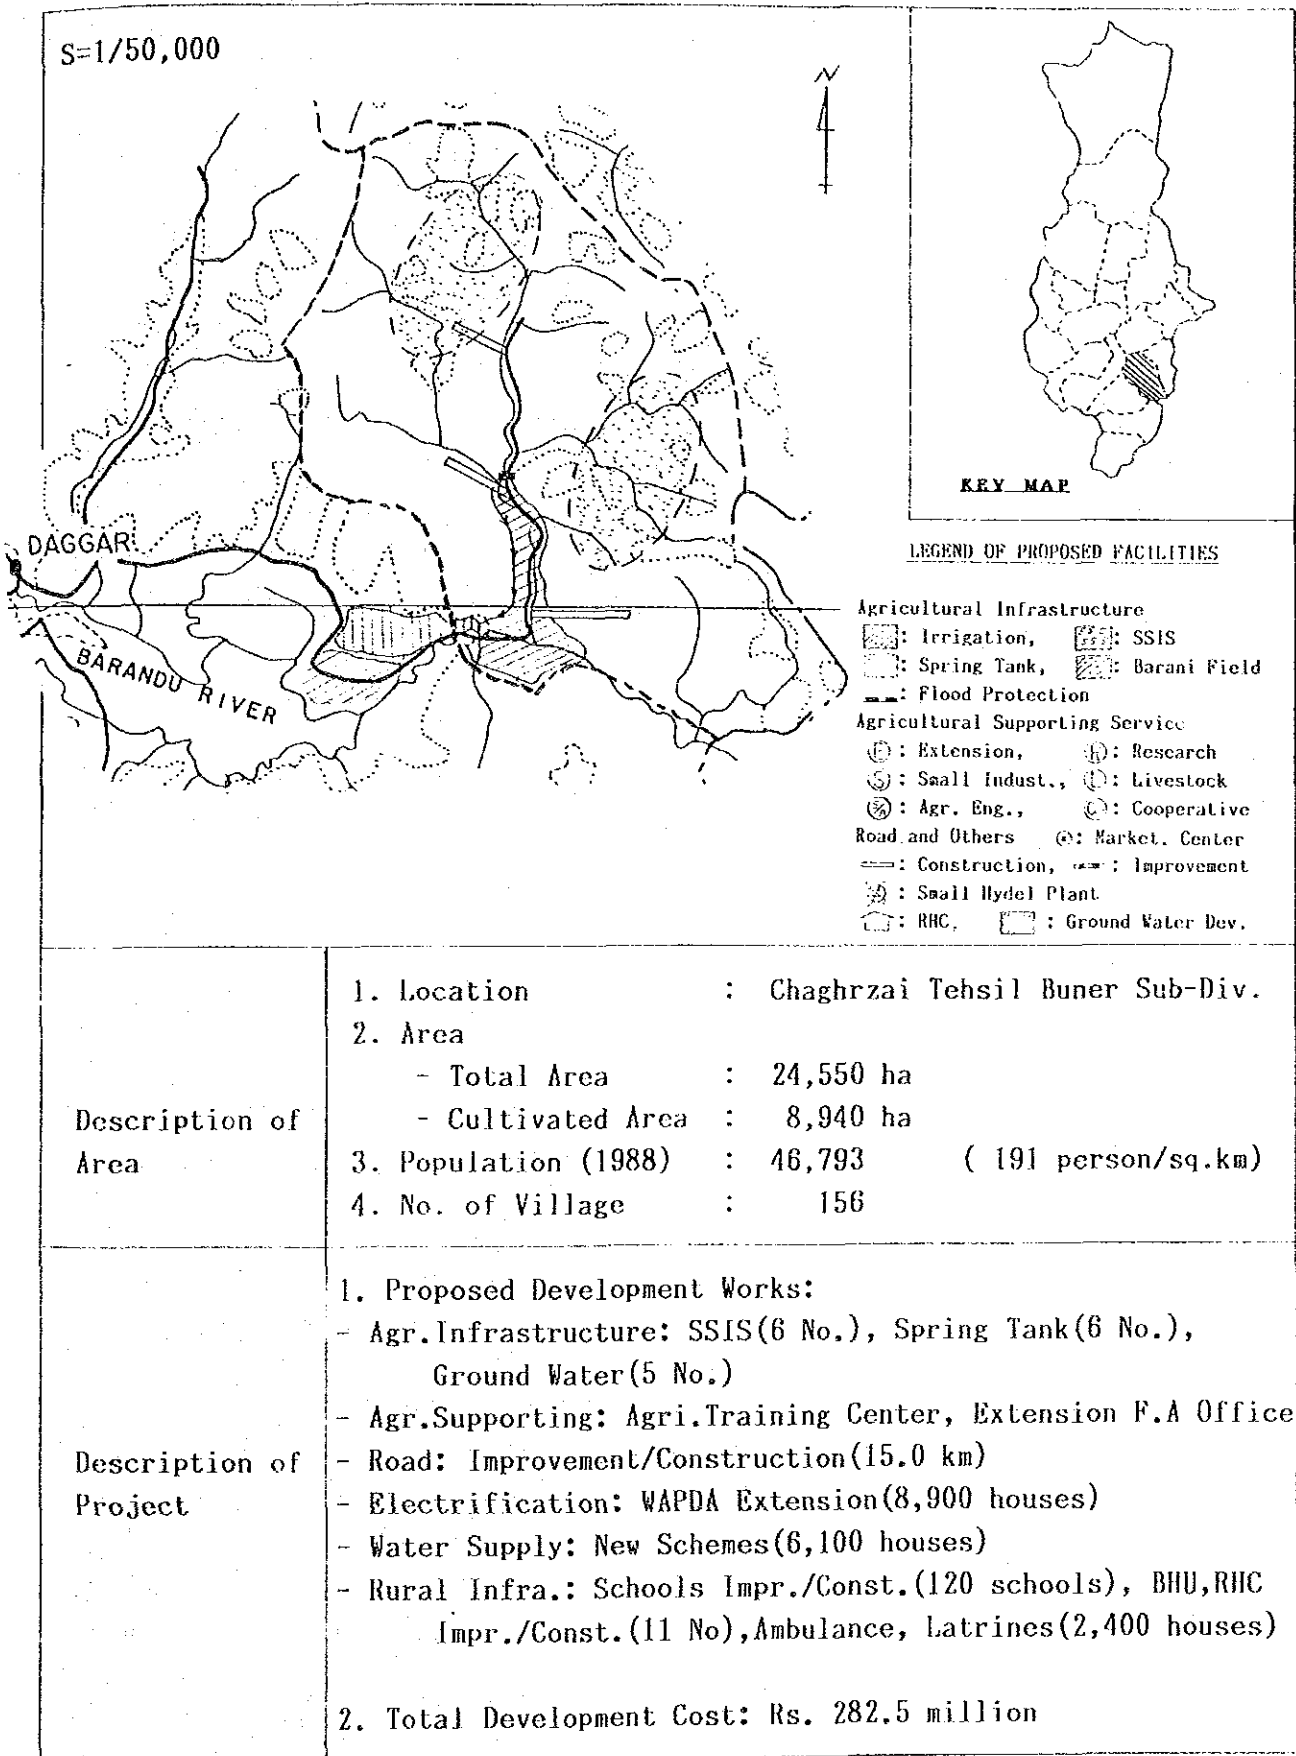 S=1/50,000
N
DAGGAR
BARANDU RIVER
KEY MAP
LEGEND OF PROPOSED FACILITIES
Agricultural Infrastructure
: Irrigation, : SSIS
: Spring Tank, : Barani Field
: Flood Protection
Agricultural Supporting Service
E : Extension, R : Research
S : Small Indust., L : Livestock
: Agr. Eng., C : Cooperative
Road and Others : Market. Center
: Construction, : Improvement
: Small Hydel Plant
: RHC, : Ground Water Dev.
Description of
Area
1. Location : Chaghrzai Tehsil Buner Sub-Div.
2. Area
- Total Area : 24,550 ha
- Cultivated Area : 8,940 ha
3. Population (1988) : 46,793 ( 191 person/sq.km)
4. No. of Village : 156
Description of
Project
1. Proposed Development Works:
- Agr.Infrastructure: SSIS(6 No.), Spring Tank(6 No.),
Ground Water(5 No.)
- Agr.Supporting: Agri.Training Center, Extension F.A Office
- Road: Improvement/Construction(15.0 km)
- Electrification: WAPDA Extension(8,900 houses)
- Water Supply: New Schemes(6,100 houses)
- Rural Infra.: Schools Impr./Const.(120 schools), BHU,RHC
Impr./Const.(11 No),Ambulance, Latrines(2,400 houses)
2. Total Development Cost: Rs. 282.5 million